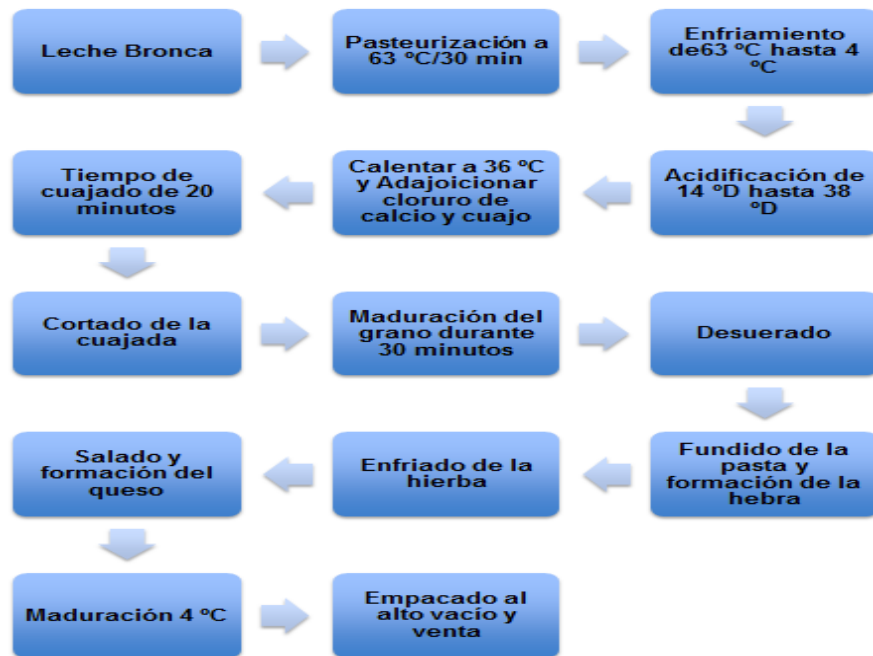 Leche Bronca
Pasteurización a
63 ºC/30 min
Enfriamiento
de63 ºC hasta 4
ºC
Acidificación de
14 ºD hasta 38
ºD
Calentar a 36 ºC
y Adajoicionar
cloruro de
calcio y cuajo
Tiempo de
cuajado de 20
minutos
Cortado de la
cuajada
Maduración del
grano durante
30 minutos
Desuerado
Fundido de la
pasta y
formación de la
hebra
Enfriado de la
hierba
Salado y
formación del
queso
Maduración 4 ºC
Empacado al
alto vacío y
venta